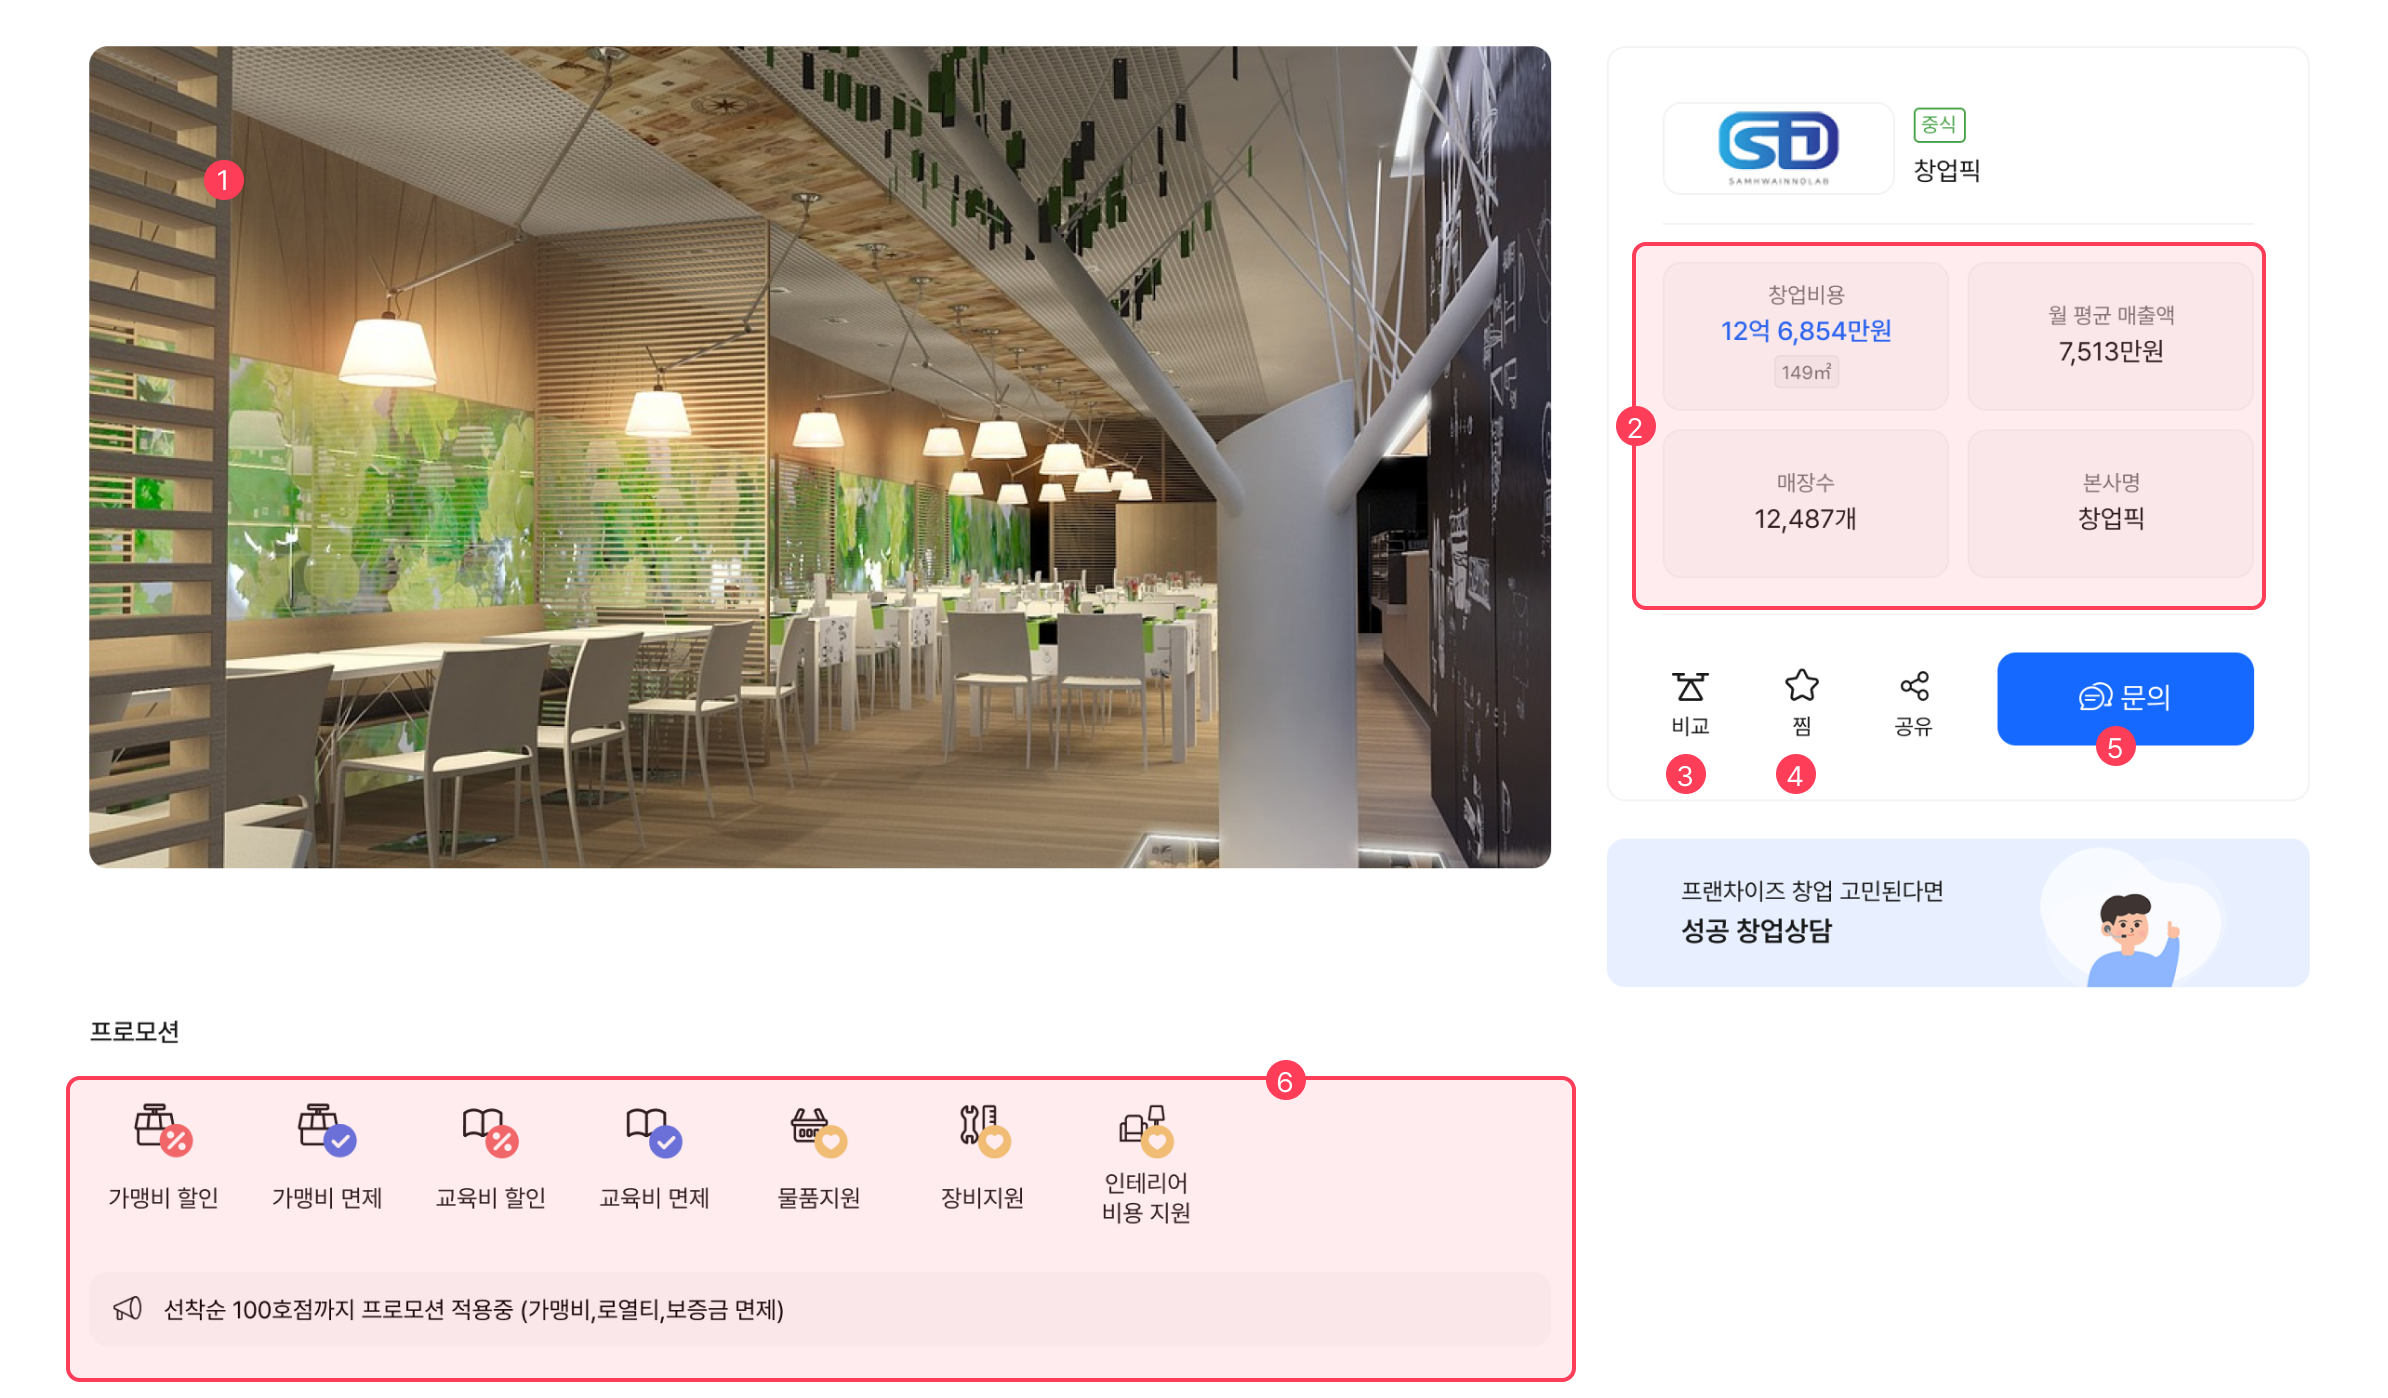 1
SD
SAMHWAINNOLAB
중식
창업픽
2
창업비용
12억 6,854만원
149㎡
월 평균 매출액
7,513만원
매장수
12,487개
본사명
창업픽
비교
찜
공유
문의
3
4
5
프랜차이즈 창업 고민된다면
성공 창업상담
프로모션
6
가맹비 할인
가맹비 면제
교육비 할인
교육비 면제
물품지원
장비지원
인테리어
비용 지원
선착순 100호점까지 프로모션 적용중 (가맹비,로열티,보증금 면제)